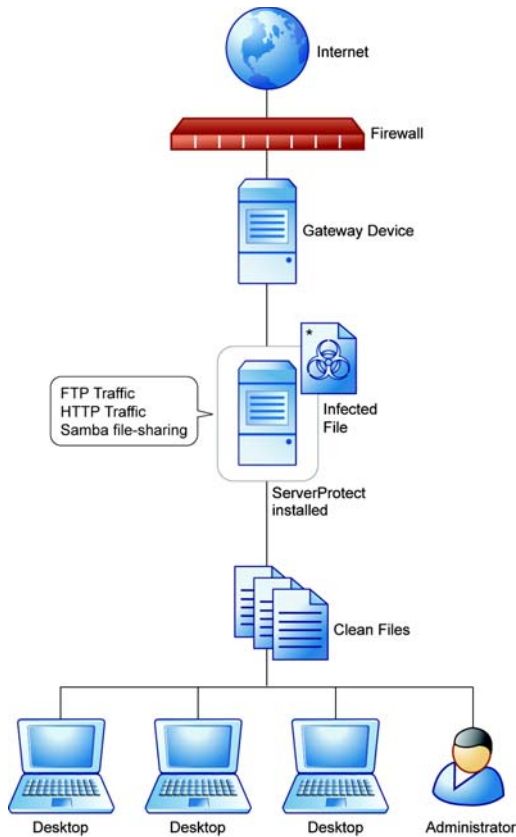 Internet
Firewall
Gateway Device
*
Infected
File
FTP Traffic
HTTP Traffic
Samba file-sharing
ServerProtect
installed
Clean Files
Desktop
Desktop
Desktop
Administrator